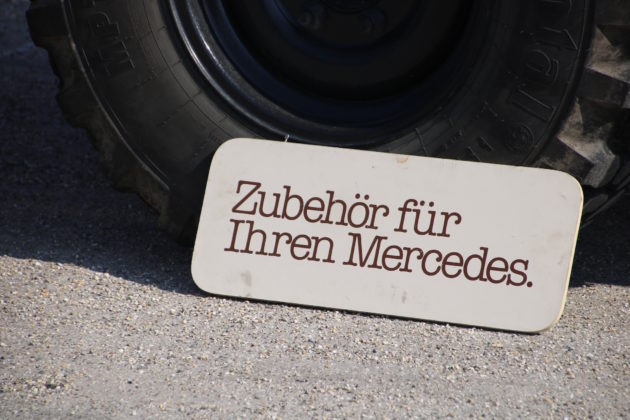 Zubehör für
Ihren Mercedes.